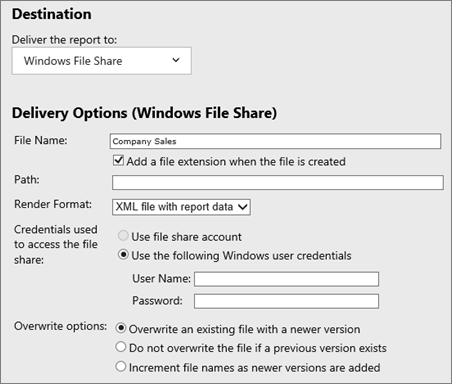 Destination
Deliver the report to:
Windows File Share
Delivery Options (Windows File Share)
File Name: Company Sales
Add a file extension when the file is created
Path:
Render Format: XML file with report data
Credentials used
to access the file
share:
Use file share account
Use the following Windows user credentials
User Name:
Password:
Overwrite options: Overwrite an existing file with a newer version
Do not overwrite the file if a previous version exists
Increment file names as newer versions are added